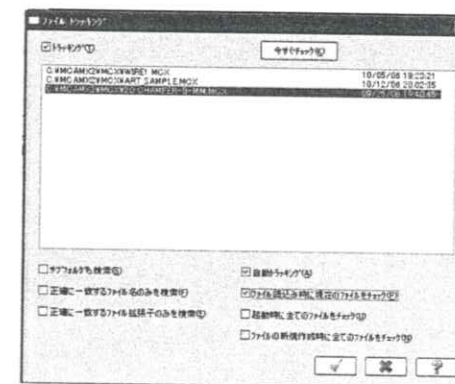 ファイル トラッキング
トラッキング(T)
今すぐチェック(C)
C:¥MCAMX2¥MCX¥WIRE1.MCX 10/05/06 19:23:21
C:¥MCAMX2¥MCX¥ART SAMPLE.MCX 10/12/06 20:02:35
サブフォルダも検索(S)
正確に一致するファイル名のみを検索(F)
正確に一致するファイル拡張子のみを検索(E)
自動トラッキング(A)
ファイル読込み時に現在のファイルをチェック(P)
起動時に全てのファイルをチェック(U)
ファイルの新規作成時に全てのファイルをチェック(W)